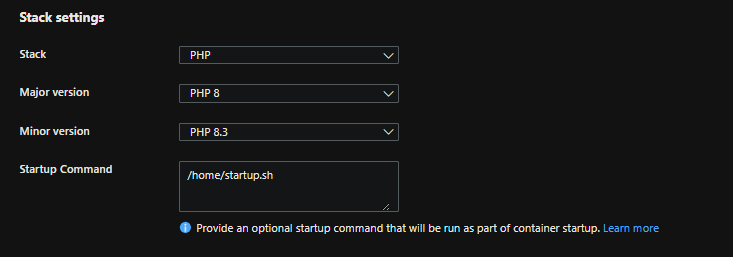 Stack settings
Stack PHP
Major version PHP 8
Minor version PHP 8.3
Startup Command /home/startup.sh
Provide an optional startup command that will be run as part of container startup. Learn more